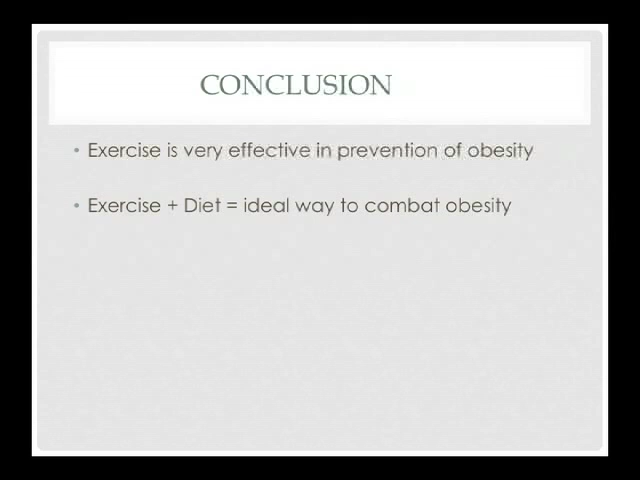 CONCLUSION
• Exercise is very effective in prevention of obesity
• Exercise + Diet = ideal way to combat obesity